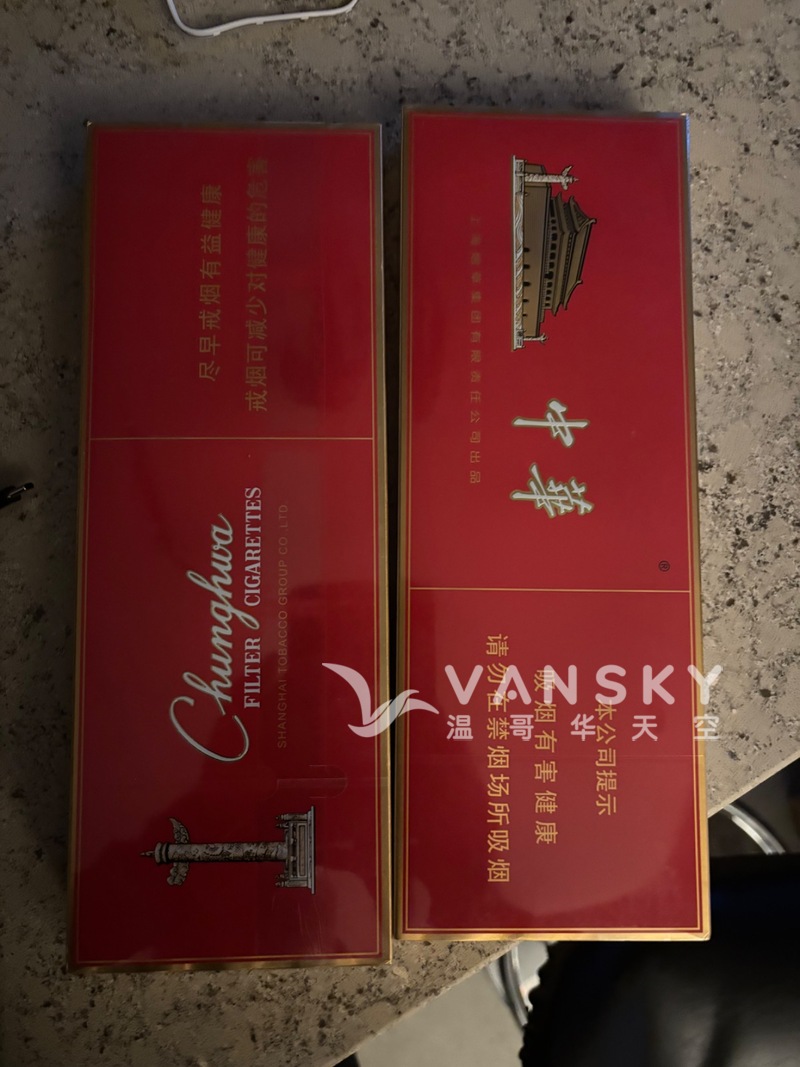 尽早戒烟有益健康
戒烟可减少对健康的危害
Chunghwa
FILTER CIGARETTES
SHANGHAI TOBACCO GROUP CO.,LTD
中華
®
上海烟草集团有限责任公司出品
本公司提示
吸烟有害健康
请勿在禁烟场所吸烟
VANSKY
温哥华天空